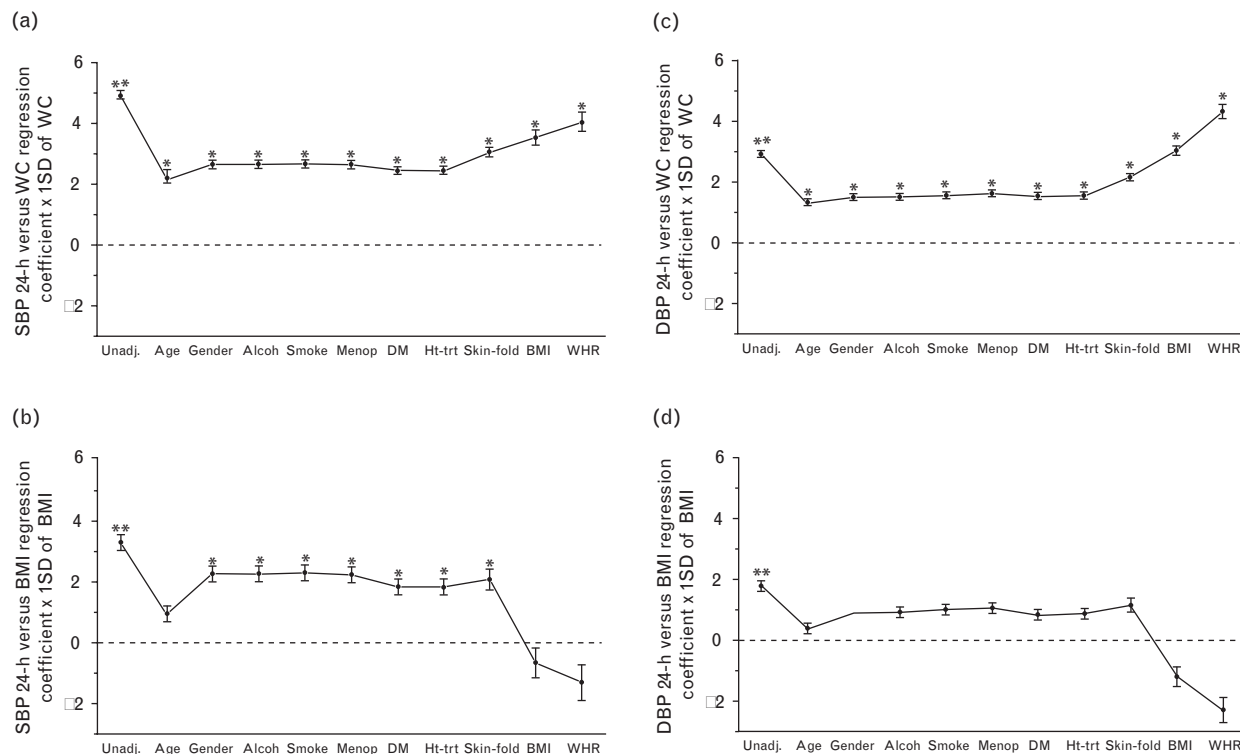 (a)
SBP 24-h versus WC regression
coefficient x 1SD of WC
6
4
2
0
□2
** * * * * * * * * * *
Unadj. Age Gender Alcoh Smoke Menop DM Ht-trt Skin-fold BMI WHR
(c)
DBP 24-h versus WC regression
coefficient x 1SD of WC
6
4
2
0
□2
** * * * * * * * * * *
Unadj. Age Gender Alcoh Smoke Menop DM Ht-trt Skin-fold BMI WHR
(b)
SBP 24-h versus BMI regression
coefficient x 1SD of BMI
6
4
2
0
□2
** * * * * * * *
Unadj. Age Gender Alcoh Smoke Menop DM Ht-trt Skin-fold BMI WHR
(d)
DBP 24-h versus BMI regression
coefficient x 1SD of BMI
6
4
2
0
□2
**
Unadj. Age Gender Alcoh Smoke Menop DM Ht-trt Skin-fold BMI WHR